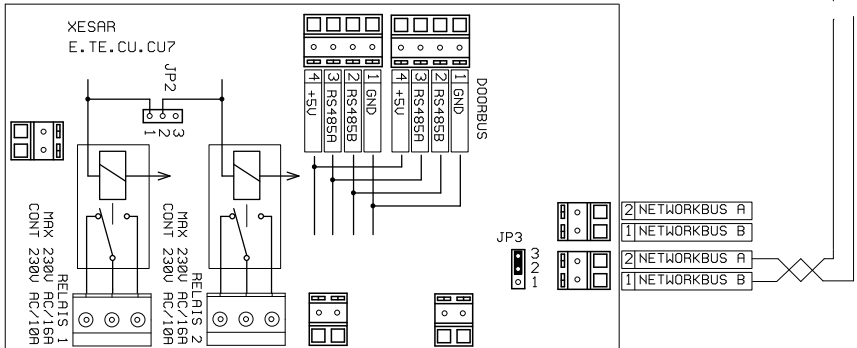 XESAR
E.TE.CU.CU7
JP2
1 2 3
4 +5V
3 RS485A
2 RS485B
1 GND
4 +5V
3 RS485A
2 RS485B
1 GND
DOORBUS
RELAIS 1
MAX 230V AC/16A
CONT 230V AC/10A
RELAIS 2
MAX 230V AC/16A
CONT 230V AC/10A
JP3
3
2
1
2 NETWORKBUS A
1 NETWORKBUS B
2 NETWORKBUS A
1 NETWORKBUS B